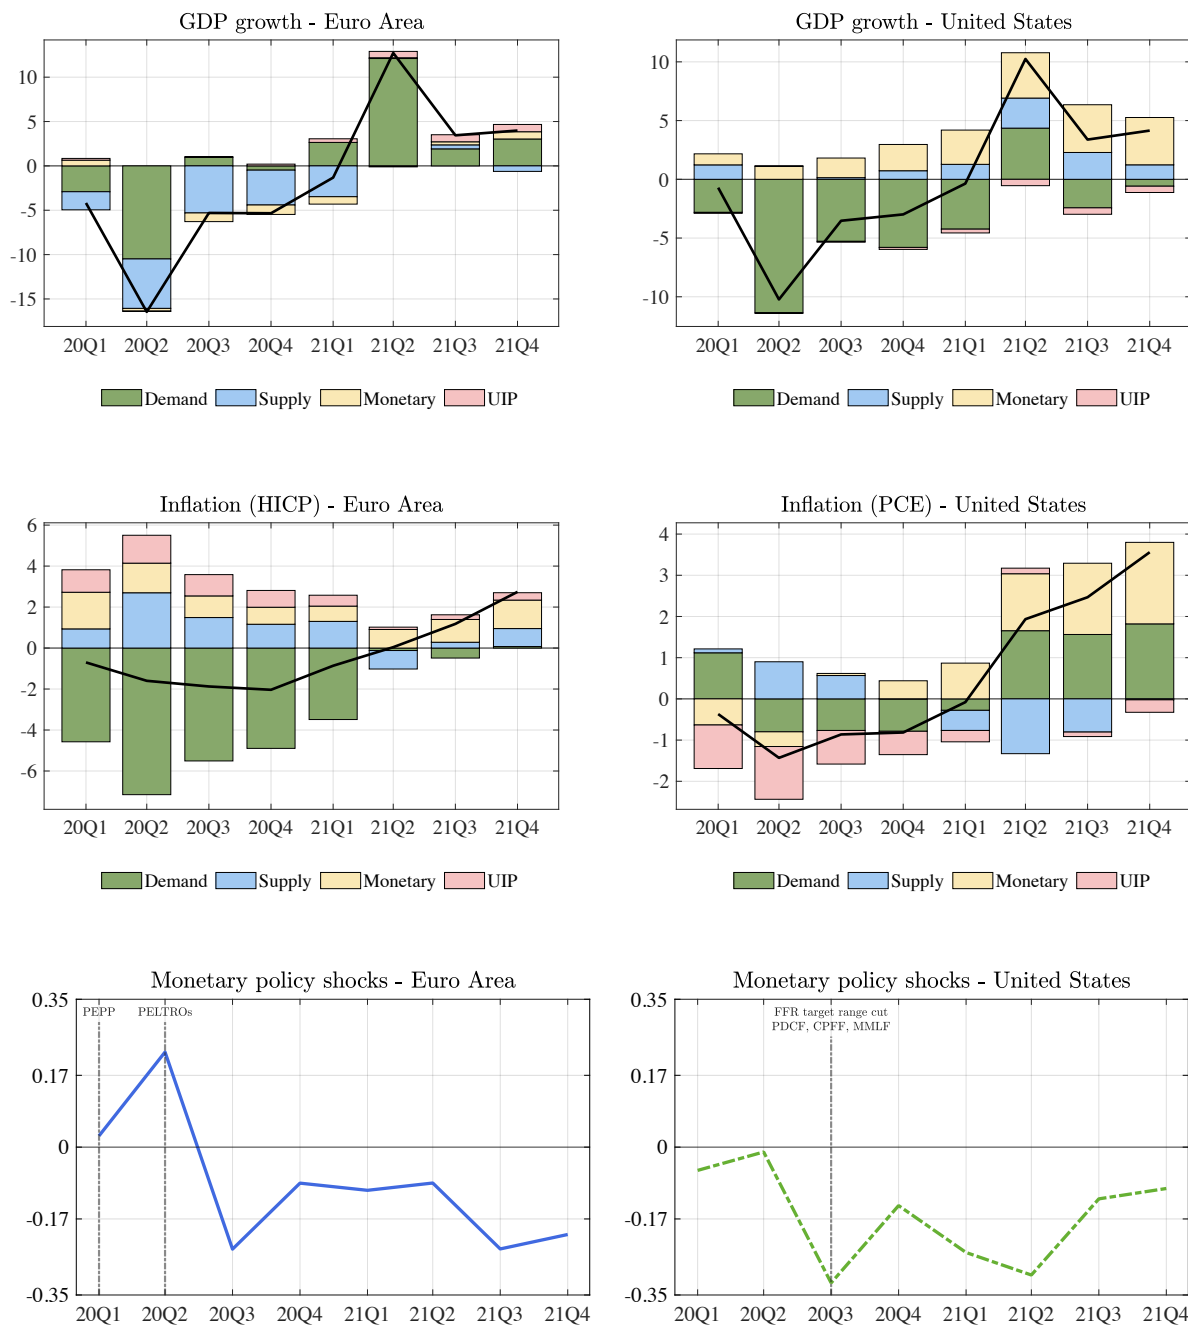 GDP growth - Euro Area
10
5
0
-5
-10
-15
20Q1 20Q2 20Q3 20Q4 21Q1 21Q2 21Q3 21Q4
Demand Supply Monetary UIP
GDP growth - United States
10
5
0
-5
-10
20Q1 20Q2 20Q3 20Q4 21Q1 21Q2 21Q3 21Q4
Demand Supply Monetary UIP
Inflation (HICP) - Euro Area
6
4
2
0
-2
-4
-6
20Q1 20Q2 20Q3 20Q4 21Q1 21Q2 21Q3 21Q4
Demand Supply Monetary UIP
Inflation (PCE) - United States
4
3
2
1
0
-1
-2
20Q1 20Q2 20Q3 20Q4 21Q1 21Q2 21Q3 21Q4
Demand Supply Monetary UIP
Monetary policy shocks - Euro Area
0.35
PEPP PELTROs
0.17
0
-0.17
-0.35
20Q1 20Q2 20Q3 20Q4 21Q1 21Q2 21Q3 21Q4
Monetary policy shocks - United States
0.35
FFR target range cut
PDCF, CPFF, MMLF
0.17
0
-0.17
-0.35
20Q1 20Q2 20Q3 20Q4 21Q1 21Q2 21Q3 21Q4